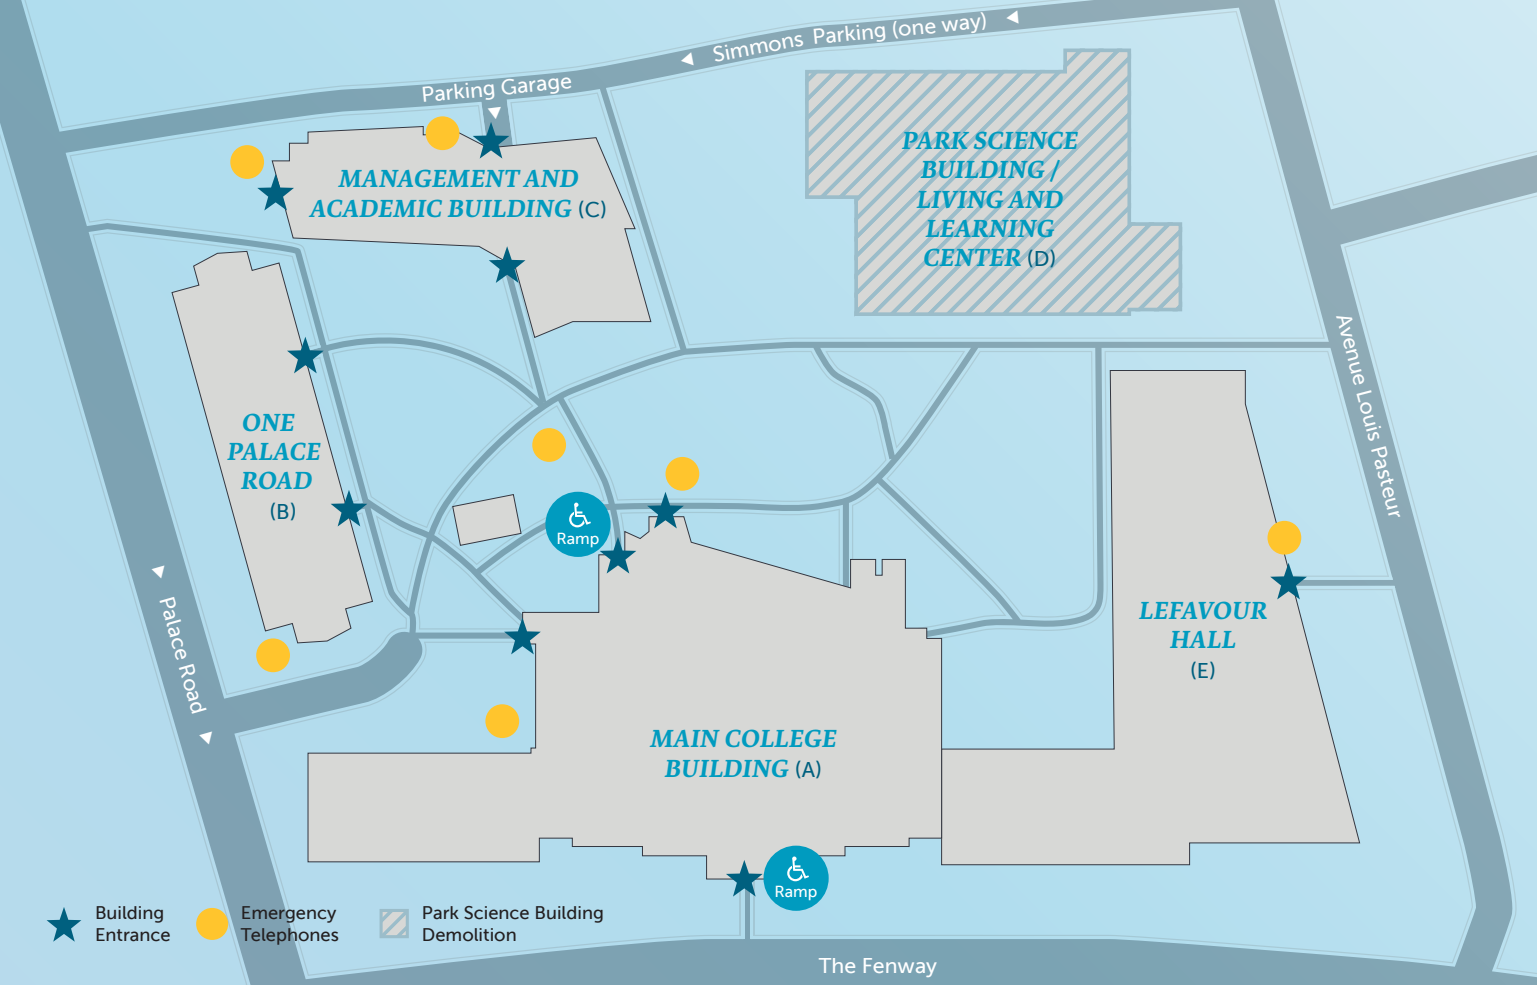 Simmons Parking (one way)
Parking Garage
MANAGEMENT AND
ACADEMIC BUILDING (C)
PARK SCIENCE
BUILDING /
LIVING AND
LEARNING
CENTER (D)
Avenue Louis Pasteur
ONE
PALACE
ROAD
(B)
Ramp
Palace Road
LEFAVOUR
HALL
(E)
MAIN COLLEGE
BUILDING (A)
Ramp
Building
Entrance
Emergency
Telephones
Park Science Building
Demolition
The Fenway